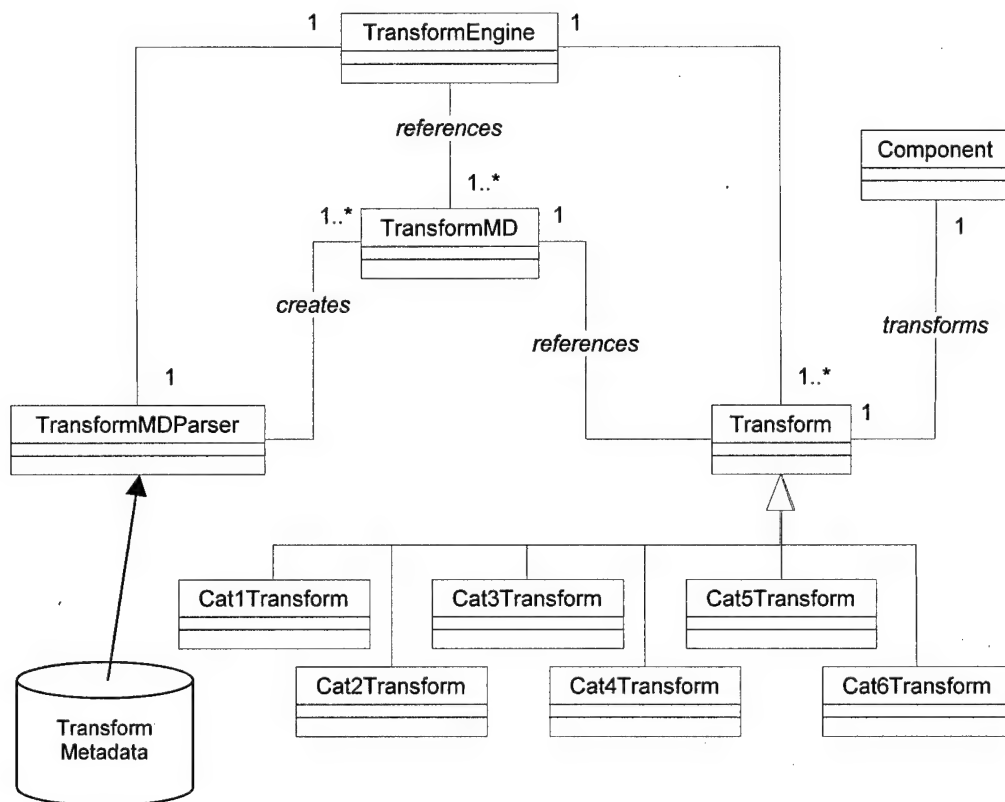 1
TransformEngine
1
references
Component
1..*
1..*
TransformMD
1
1
creates
transforms
references
1
1..*
TransformMDParser
Transform
1
Cat1Transform
Cat3Transform
Cat5Transform
Cat2Transform
Cat4Transform
Cat6Transform
Transform
Metadata